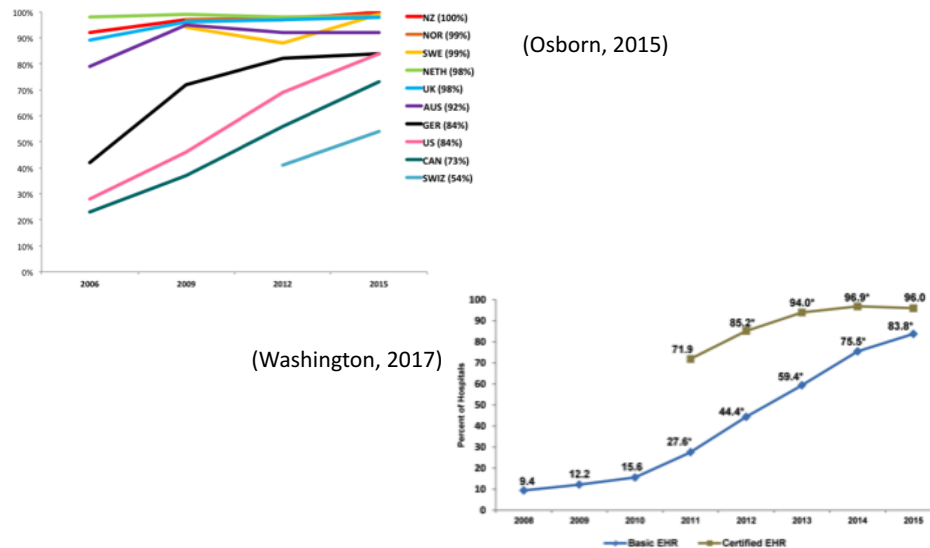 100%
90%
80%
70%
60%
50%
40%
30%
20%
10%
0%
2006 2009 2012 2015
NZ (100%)
NOR (99%)
SWE (99%)
NETH (98%)
UK (98%)
AUS (92%)
GER (84%)
US (84%)
CAN (73%)
SWIZ (54%)
(Osborn, 2015)
(Washington, 2017)
Percent of Hospitals
100
90
80
70
60
50
40
30
20
10
0
71.9 85.2* 94.0* 96.9* 96.0
9.4 12.2 15.6 27.6* 44.4* 59.4* 75.5* 83.8*
2008 2009 2010 2011 2012 2013 2014 2015
Basic EHR Certified EHR